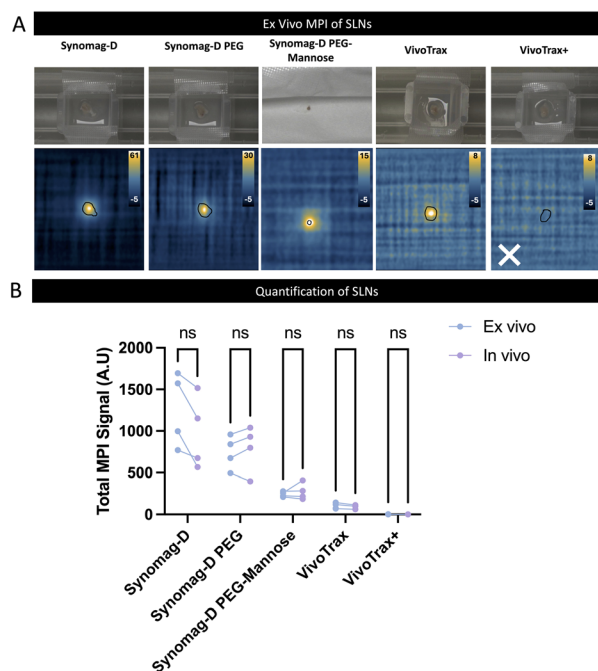 A
Ex Vivo MPI of SLNs
Synomag-D
Synomag-D PEG
Synomag-D PEG-
Mannose
VivoTrax
VivoTrax+
61
-5
30
-5
15
-5
8
-5
8
-5
B
Quantification of SLNs
ns
ns
ns
ns
ns
Ex vivo
In vivo
Total MPI Signal (A.U)
2000
1500
1000
500
0
Synomag-D
Synomag-D PEG
Synomag-D PEG-Mannose
VivoTrax
VivoTrax+